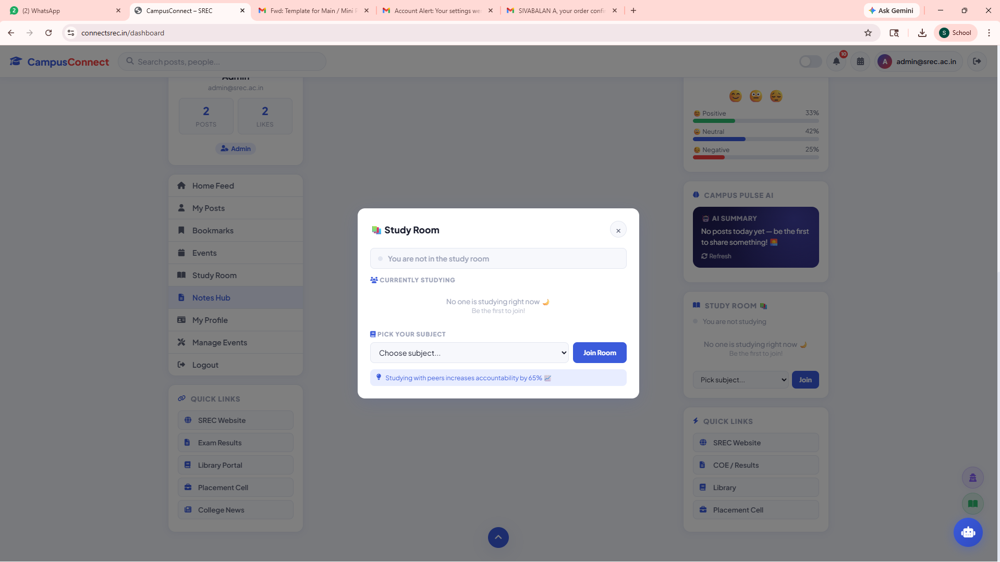 (2) WhatsApp
CampusConnect – SREC
Fwd: Template for Main / Mini P
Account Alert: Your settings wer
SIVABALAN A, your order confir
Ask Gemini
connectsrec.in/dashboard
S
School
CampusConnect
Search posts, people...
10
A
admin@srec.ac.in
Admin
admin@srec.ac.in
2
POSTS
2
LIKES
Admin
Home Feed
My Posts
Bookmarks
Events
Study Room
Notes Hub
My Profile
Manage Events
Logout
QUICK LINKS
SREC Website
Exam Results
Library Portal
Placement Cell
College News
Study Room
×
You are not in the study room
CURRENTLY STUDYING
No one is studying right now
Be the first to join!
PICK YOUR SUBJECT
Choose subject...
Join Room
Studying with peers increases accountability by 65%
Positive 33%
Neutral 42%
Negative 25%
CAMPUS PULSE AI
AI SUMMARY
No posts today yet — be the first
to share something!
Refresh
STUDY ROOM
You are not studying
No one is studying right now
Be the first to join!
Pick subject...
Join
QUICK LINKS
SREC Website
COE / Results
Library
Placement Cell